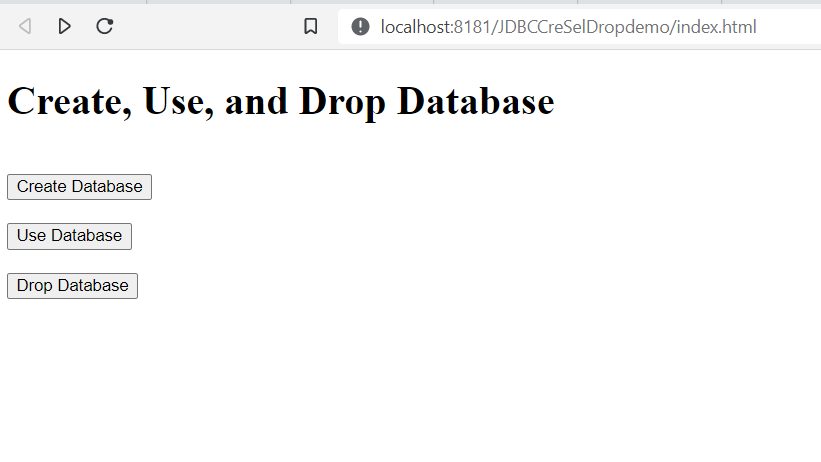 localhost:8181/JDBCCreSelDropdemo/index.html
Create, Use, and Drop Database
Create Database
Use Database
Drop Database